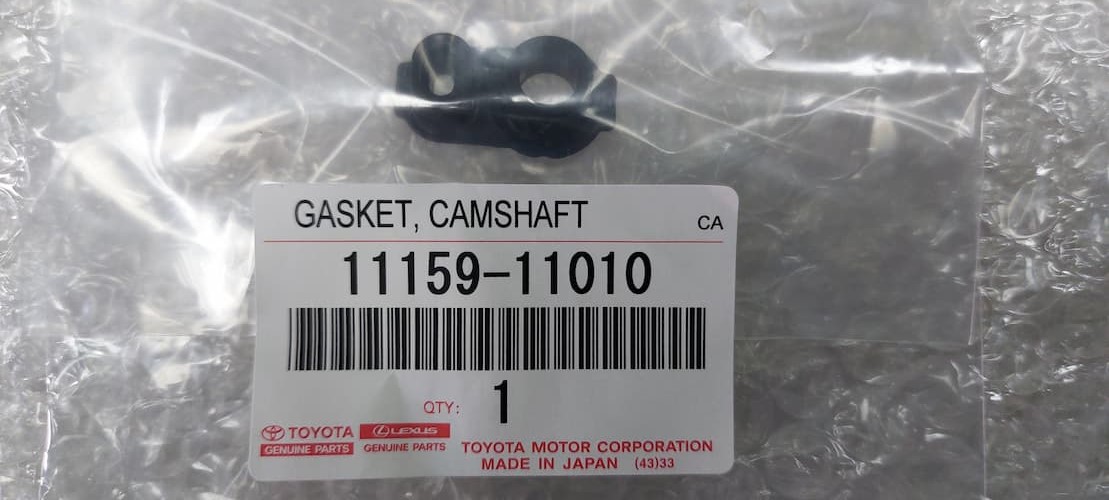 GASKET, CAMSHAFT CA
11159-11010
QTY: 1
TOYOTA
GENUINE PARTS
LEXUS
GENUINE PARTS
TOYOTA MOTOR CORPORATION
MADE IN JAPAN (43)33